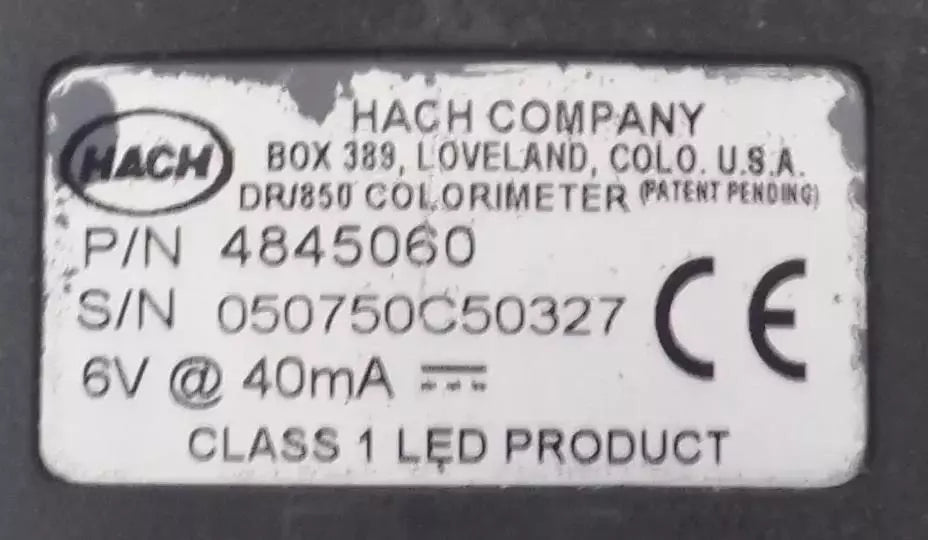 HACH COMPANY
HACH
BOX 389, LOVELAND, COLO. U.S.A.
DR/850 COLORIMETER (PATENT PENDING)
P/N 4845060
S/N 050750C50327
CE
6V @ 40mA
CLASS 1 LED PRODUCT